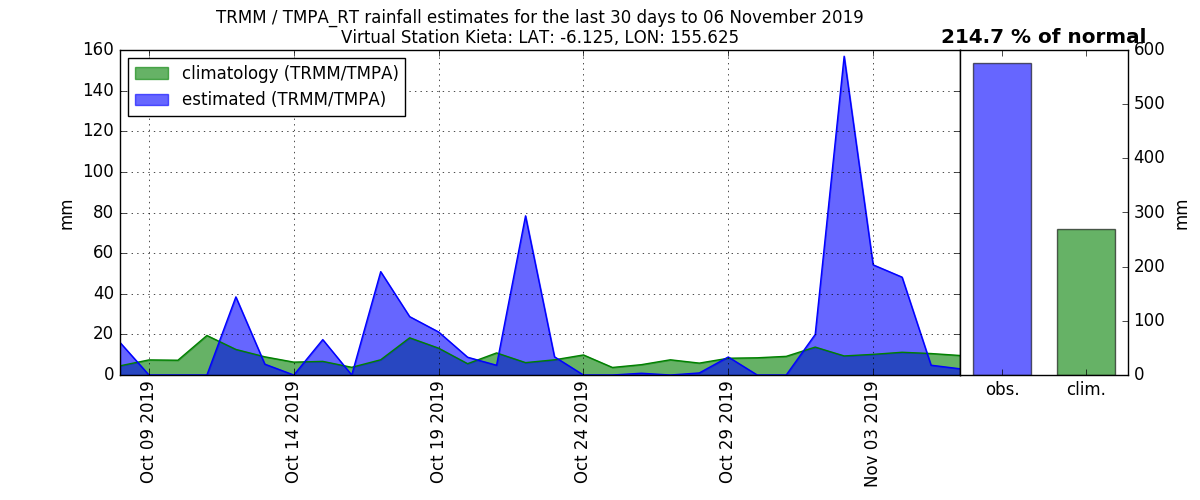 TRMM / TMPA_RT rainfall estimates for the last 30 days to 06 November 2019
Virtual Station Kieta: LAT: -6.125, LON: 155.625
214.7 % of normal
climatology (TRMM/TMPA)
estimated (TRMM/TMPA)
mm
160
140
120
100
80
60
40
20
0
Oct 09 2019
Oct 14 2019
Oct 19 2019
Oct 24 2019
Oct 29 2019
Nov 03 2019
obs.
clim.
600
500
400
300
200
100
0
mm